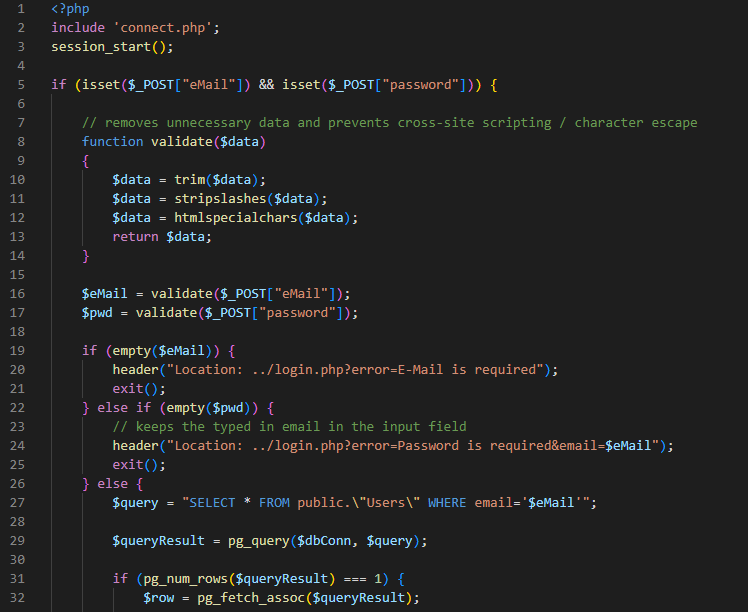 1 <?php
2 include 'connect.php';
3 session_start();
4
5 if (isset($_POST["eMail"]) && isset($_POST["password"])) {
6
7     // removes unnecessary data and prevents cross-site scripting / character escape
8     function validate($data)
9     {
10         $data = trim($data);
11         $data = stripslashes($data);
12         $data = htmlspecialchars($data);
13         return $data;
14     }
15
16     $eMail = validate($_POST["eMail"]);
17     $pwd = validate($_POST["password"]);
18
19     if (empty($eMail)) {
20         header("Location: ../login.php?error=E-Mail is required");
21         exit();
22     } else if (empty($pwd)) {
23         // keeps the typed in email in the input field
24         header("Location: ../login.php?error=Password is required&email=$eMail");
25         exit();
26     } else {
27         $query = "SELECT * FROM public.\"Users\" WHERE email='$eMail'";
28
29         $queryResult = pg_query($dbConn, $query);
30
31         if (pg_num_rows($queryResult) === 1) {
32             $row = pg_fetch_assoc($queryResult);